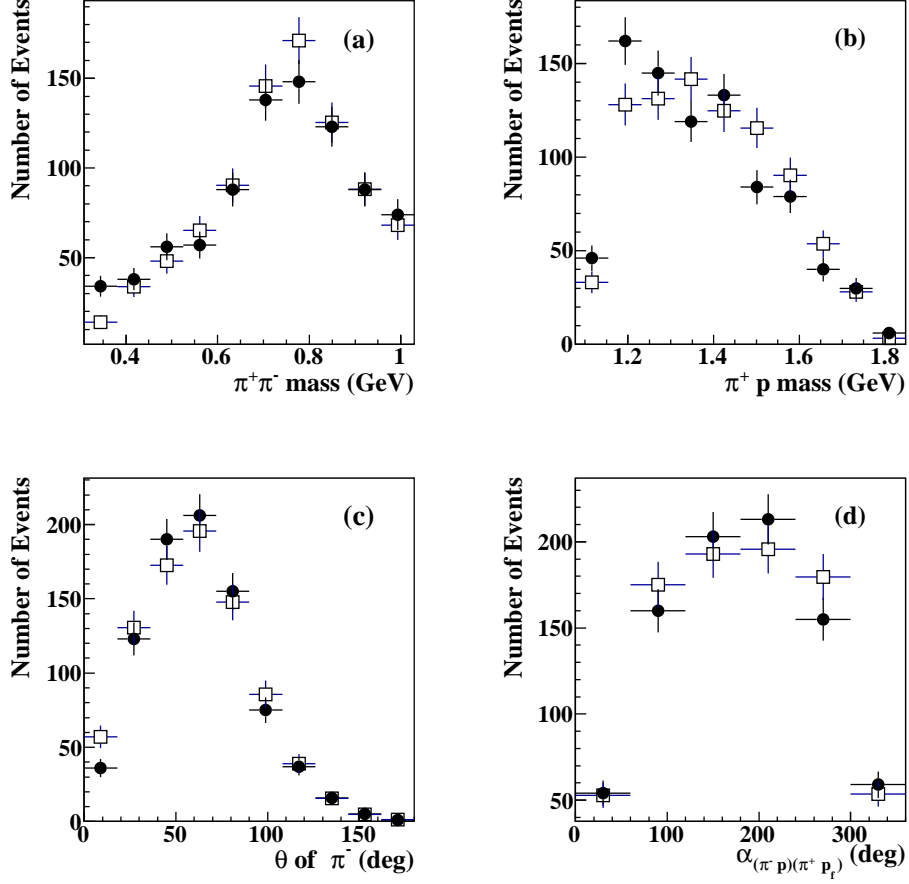 Number of Events
(a)
150
100
50
0.4 0.6 0.8 1
π⁺π⁻ mass (GeV)
Number of Events
(b)
150
100
50
0
1.2 1.4 1.6 1.8
π⁺ p mass (GeV)
Number of Events
(c)
200
150
100
50
0
0 50 100 150
θ of π⁻ (deg)
Number of Events
(d)
200
150
100
50
0 100 200 300
α(π⁻ p)(π⁺ p_f) (deg)